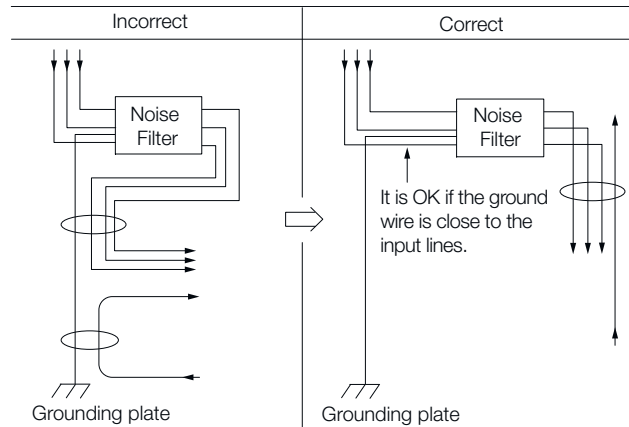 Incorrect
Correct
Noise
Filter
Noise
Filter
It is OK if the ground
wire is close to the
input lines.
Grounding plate
Grounding plate